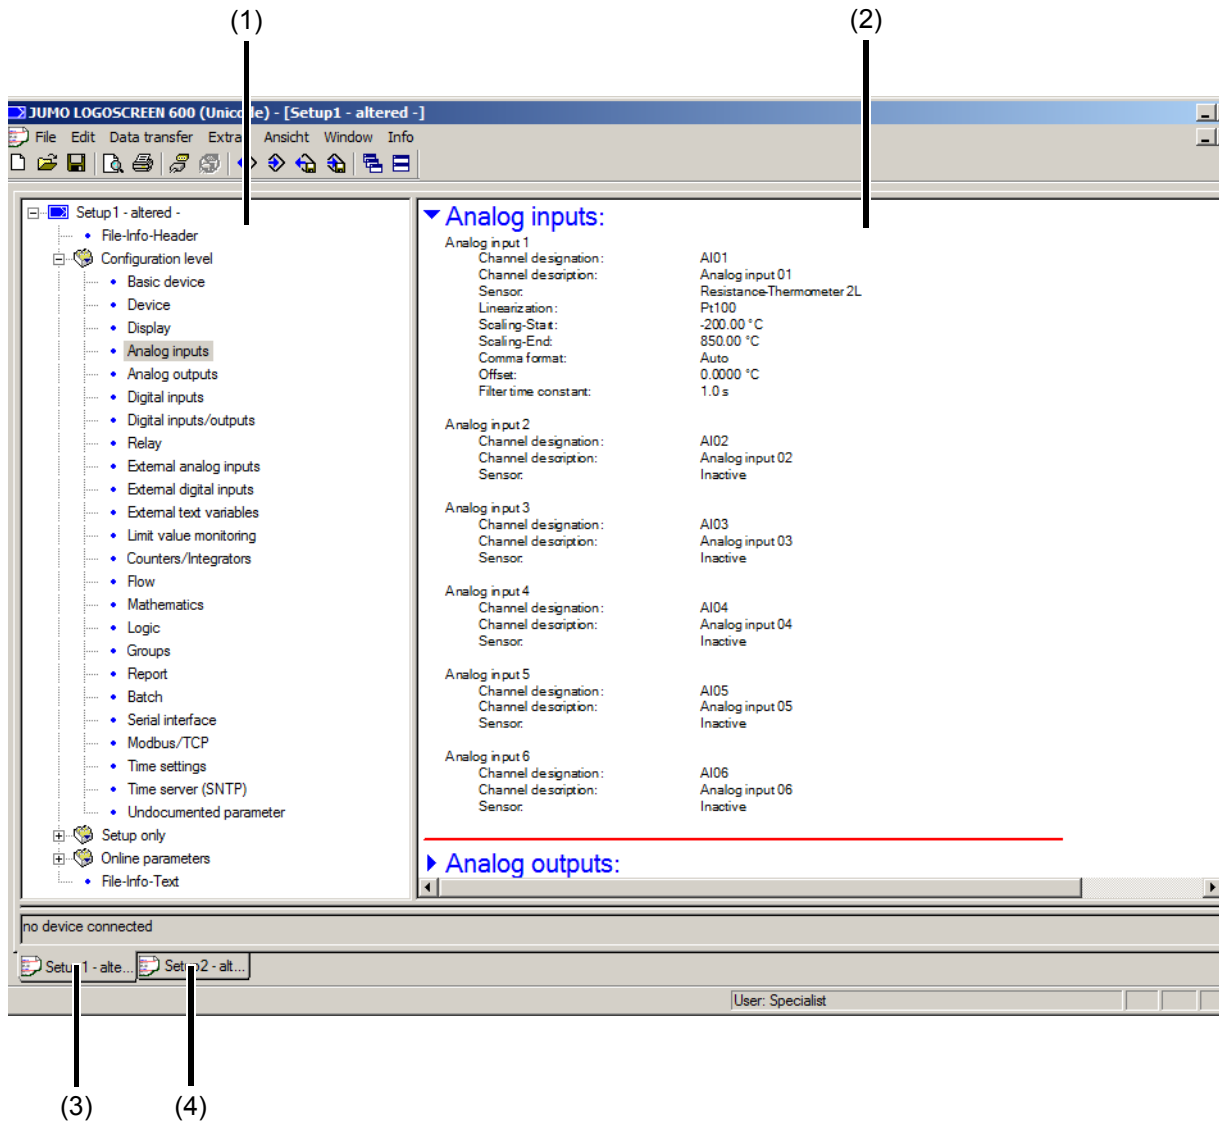 (1) (2)
JUMO LOGOSCREEN 600 (Unicode) - [Setup1 - altered -]
File Edit Data transfer Extra Ansicht Window Info
Setup1 - altered -
File-Info-Header
Configuration level
Basic device
Device
Display
Analog inputs
Analog outputs
Digital inputs
Digital inputs/outputs
Relay
External analog inputs
External digital inputs
External text variables
Limit value monitoring
Counters/Integrators
Flow
Mathematics
Logic
Groups
Report
Batch
Serial interface
Modbus/TCP
Time settings
Time server (SNTP)
Undocumented parameter
Setup only
Online parameters
File-Info-Text
Analog inputs:
Analog input 1
Channel designation: AI01
Channel description: Analog input 01
Sensor: Resistance-Thermometer 2L
Linearization: Pt100
Scaling-Start: -200.00 °C
Scaling-End: 850.00 °C
Comma format: Auto
Offset: 0.0000 °C
Filter time constant: 1.0 s
Analog input 2
Channel designation: AI02
Channel description: Analog input 02
Sensor: Inactive
Analog input 3
Channel designation: AI03
Channel description: Analog input 03
Sensor: Inactive
Analog input 4
Channel designation: AI04
Channel description: Analog input 04
Sensor: Inactive
Analog input 5
Channel designation: AI05
Channel description: Analog input 05
Sensor: Inactive
Analog input 6
Channel designation: AI06
Channel description: Analog input 06
Sensor: Inactive
Analog outputs:
no device connected
Setup1 - alte... Setup2 - alt...
User: Specialist
(3) (4)